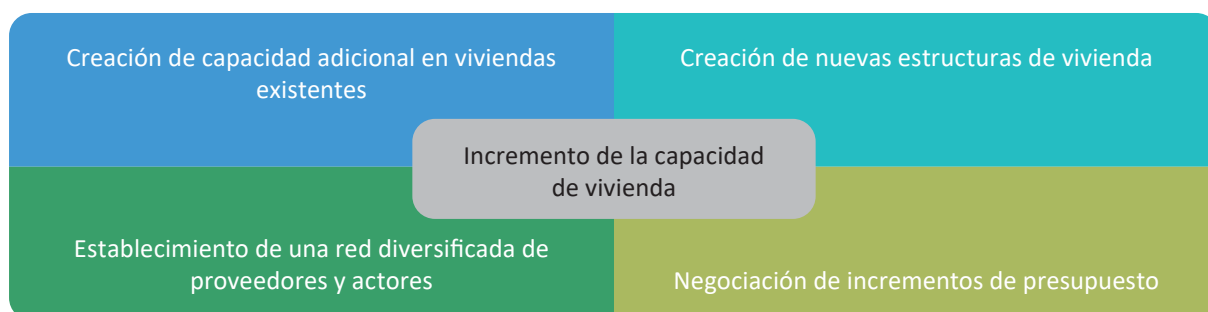 Creación de capacidad adicional en viviendas
existentes
Creación de nuevas estructuras de vivienda
Incremento de la capacidad
de vivienda
Establecimiento de una red diversificada de
proveedores y actores
Negociación de incrementos de presupuesto